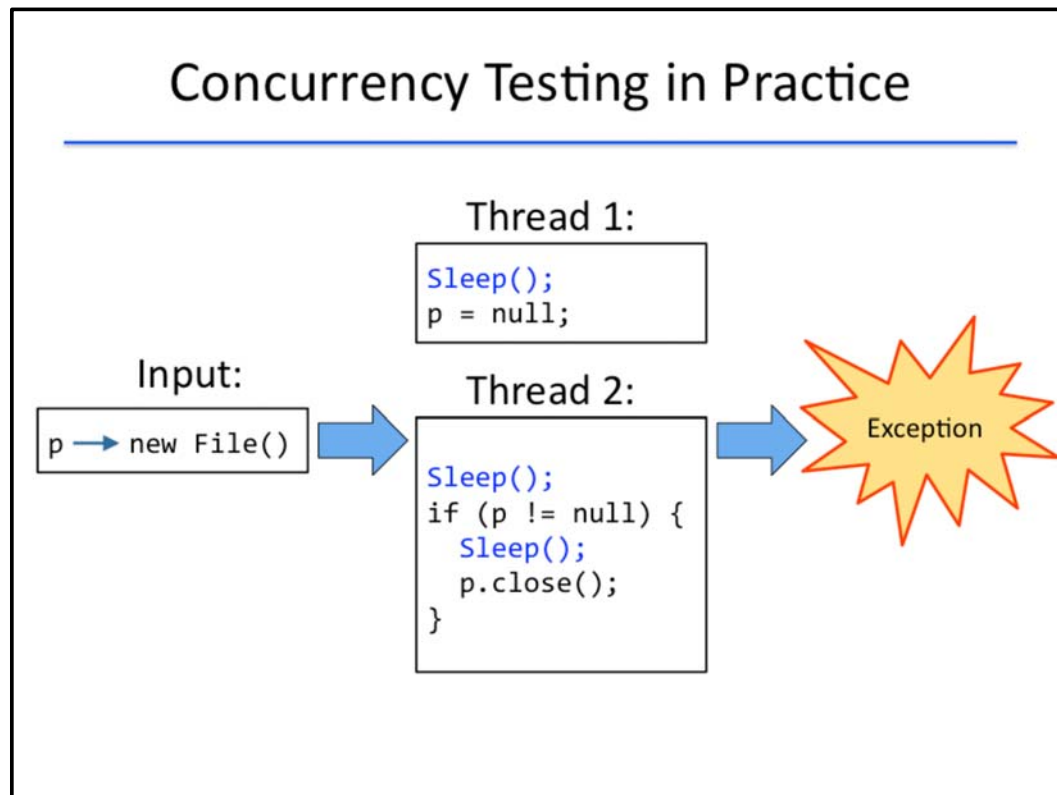 Concurrency Testing in Practice
Thread 1:
Sleep();
p = null;
Input:
p → new File()
Thread 2:
Sleep();
if (p != null) {
  Sleep();
  p.close();
}
Exception